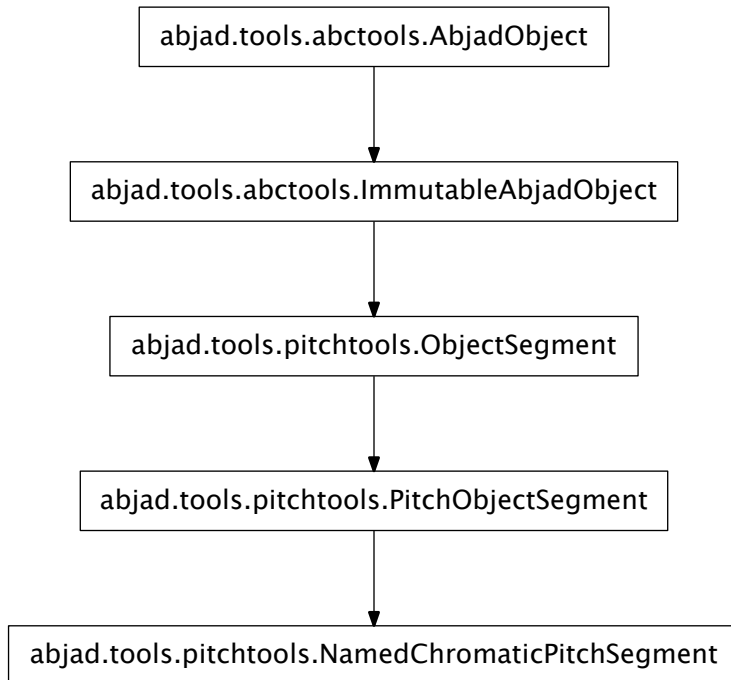 abjad.tools.abctools.AbjadObject
abjad.tools.abctools.ImmutableAbjadObject
abjad.tools.pitchtools.ObjectSegment
abjad.tools.pitchtools.PitchObjectSegment
abjad.tools.pitchtools.NamedChromaticPitchSegment